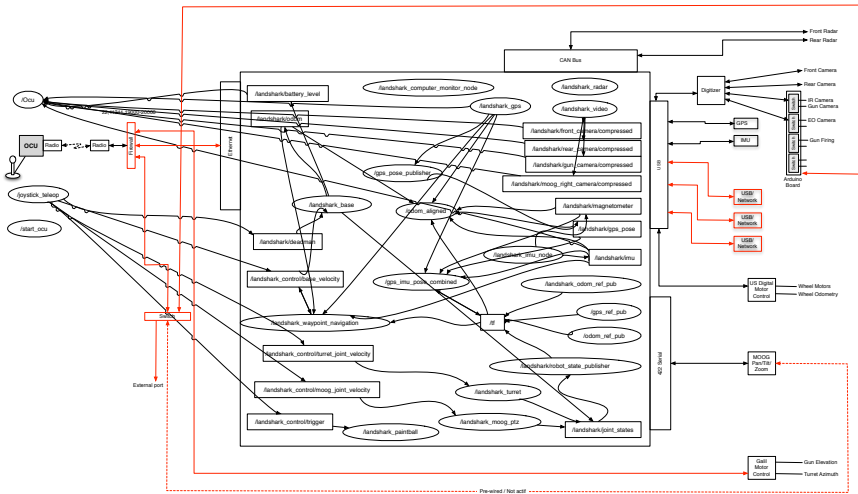 Front Radar
Rear Radar
CAN Bus
/Ocu
/landshark/battery_level
/landshark_computer_monitor_node
/landshark_radar
/landshark_gps
/landshark_video
Digitizer
Front Camera
Rear Camera
IR Camera
Gun Camera
EO Camera
Gun Firing
Switch
Switch
Switch
Switch
Arduino
Board
/landshark/odom
/landshark/front_camera/compressed
/landshark/rear_camera/compressed
/landshark/gun_camera/compressed
/landshark/moog_right_camera/compressed
GPS
IMU
USB
OCU
Radio
Radio
Firewall
Ethernet
/gps_pose_publisher
/joystick_teleop
/landshark_base
/odom_aligned
/landshark/magnetometer
/landshark/gps_pose
USB/
Network
USB/
Network
USB/
Network
/start_ocu
/landshark/deadman
/landshark_imu_node
/landshark/imu
/landshark_control/base_velocity
/gps_imu_pose_combined
/landshark_odom_ref_pub
US Digital
Motor
Control
Wheel Motors
Wheel Odometry
Switch
/landshark_waypoint_navigation
/tf
/gps_ref_pub
/odom_ref_pub
/landshark_control/turret_joint_velocity
/landshark/robot_state_publisher
422 Serial
MOOG
Pan/Tilt/
Zoom
External port
/landshark_control/moog_joint_velocity
/landshark_turret
/landshark_control/trigger
/landshark_paintball
/landshark_moog_ptz
/landshark/joint_states
Galil
Motor
Control
Gun Elevation
Turret Azimuth
Pre-wired / Not actif